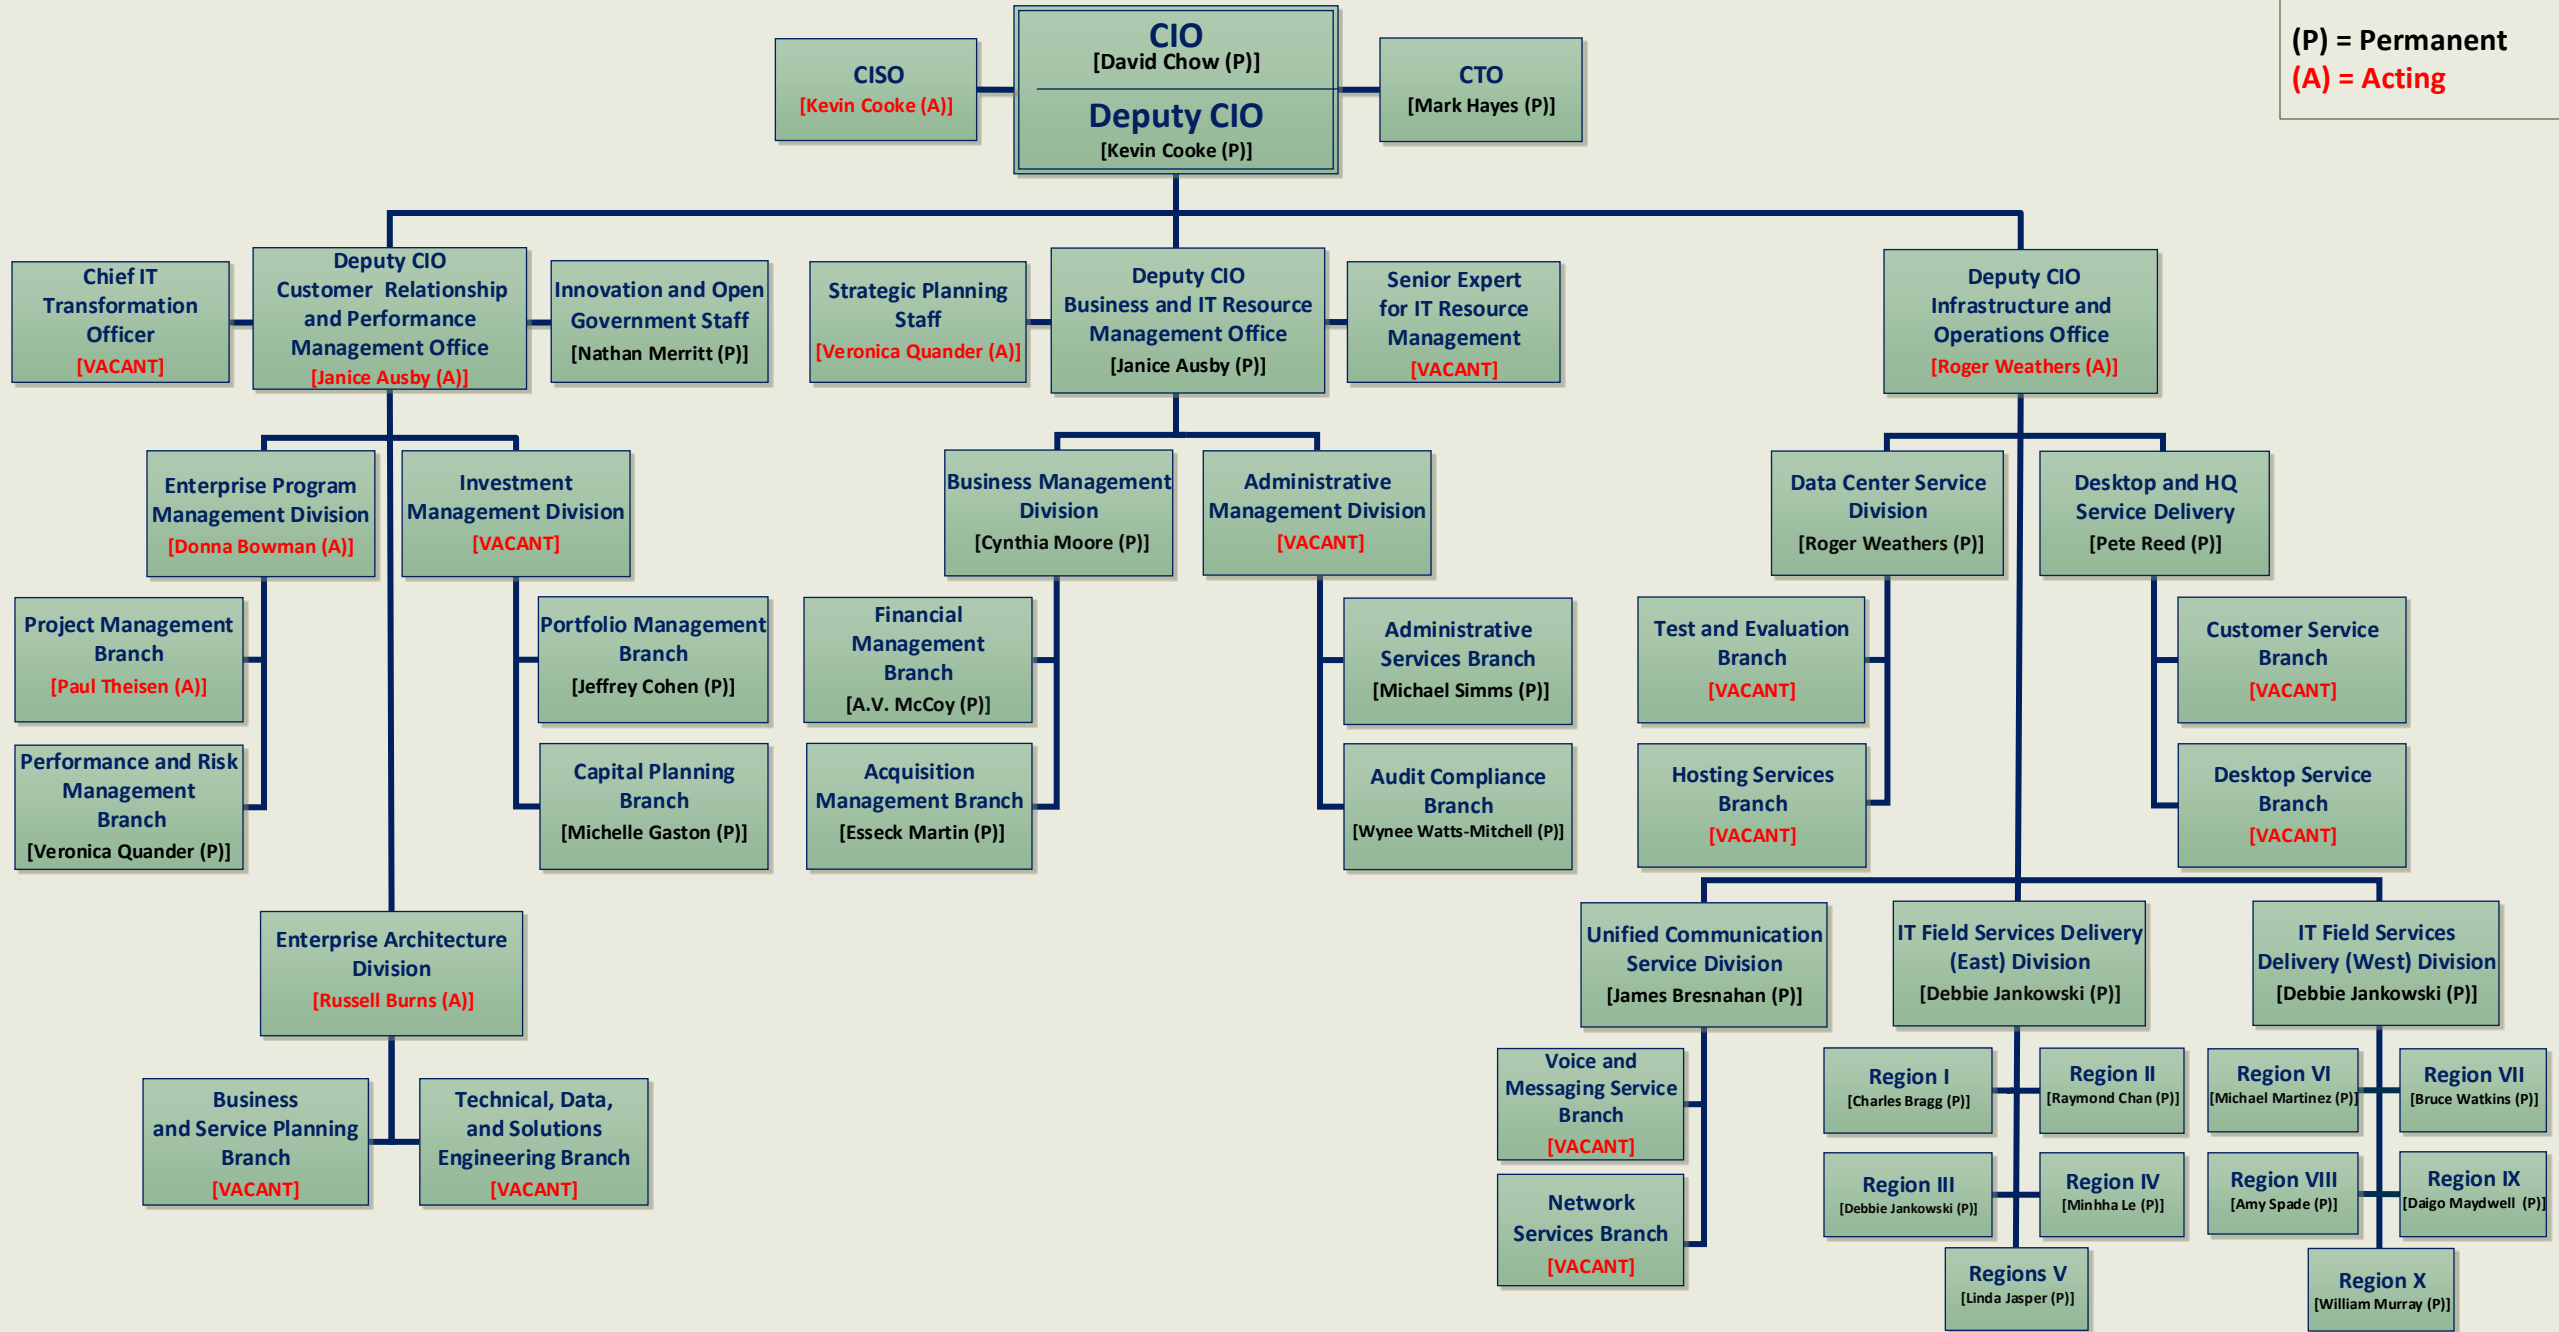 (P) = Permanent
(A) = Acting
CISO
[Kevin Cooke (A)]
CIO
[David Chow (P)]
Deputy CIO
[Kevin Cooke (P)]
CTO
[Mark Hayes (P)]
Chief IT
Transformation
Officer
[VACANT]
Deputy CIO
Customer  Relationship
and Performance
Management Office
[Janice Ausby (A)]
Innovation and Open
Government Staff
[Nathan Merritt (P)]
Strategic Planning
Staff
[Veronica Quander (A)]
Deputy CIO
Business and IT Resource
Management Office
[Janice Ausby (P)]
Senior Expert
for IT Resource
Management
[VACANT]
Deputy CIO
Infrastructure and
Operations Office
[Roger Weathers (A)]
Enterprise Program
Management Division
[Donna Bowman (A)]
Investment
Management Division
[VACANT]
Business Management
Division
[Cynthia Moore (P)]
Administrative
Management Division
[VACANT]
Data Center Service
Division
[Roger Weathers (P)]
Desktop and HQ
Service Delivery
[Pete Reed (P)]
Project Management
Branch
[Paul Theisen (A)]
Portfolio Management
Branch
[Jeffrey Cohen (P)]
Financial
Management
Branch
[A.V. McCoy (P)]
Administrative
Services Branch
[Michael Simms (P)]
Test and Evaluation
Branch
[VACANT]
Customer Service
Branch
[VACANT]
Performance and Risk
Management
Branch
[Veronica Quander (P)]
Capital Planning
Branch
[Michelle Gaston (P)]
Acquisition
Management Branch
[Esseck Martin (P)]
Audit Compliance
Branch
[Wynee Watts-Mitchell (P)]
Hosting Services
Branch
[VACANT]
Desktop Service
Branch
[VACANT]
Enterprise Architecture
Division
[Russell Burns (A)]
Unified Communication
Service Division
[James Bresnahan (P)]
IT Field Services Delivery
(East) Division
[Debbie Jankowski (P)]
IT Field Services
Delivery (West) Division
[Debbie Jankowski (P)]
Business
and Service Planning
Branch
[VACANT]
Technical, Data,
and Solutions
Engineering Branch
[VACANT]
Voice and
Messaging Service
Branch
[VACANT]
Network
Services Branch
[VACANT]
Region I
[Charles Bragg (P)]
Region II
[Raymond Chan (P)]
Region III
[Debbie Jankowski (P)]
Region IV
[Minhha Le (P)]
Regions V
[Linda Jasper (P)]
Region VI
[Michael Martinez (P)]
Region VII
[Bruce Watkins (P)]
Region VIII
[Amy Spade (P)]
Region IX
[Daigo Maydwell  (P)]
Region X
[William Murray (P)]